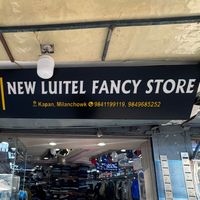 NEW LUITEL FANCY STORE
Kapan, Milanchowk 9841199119, 9849685252